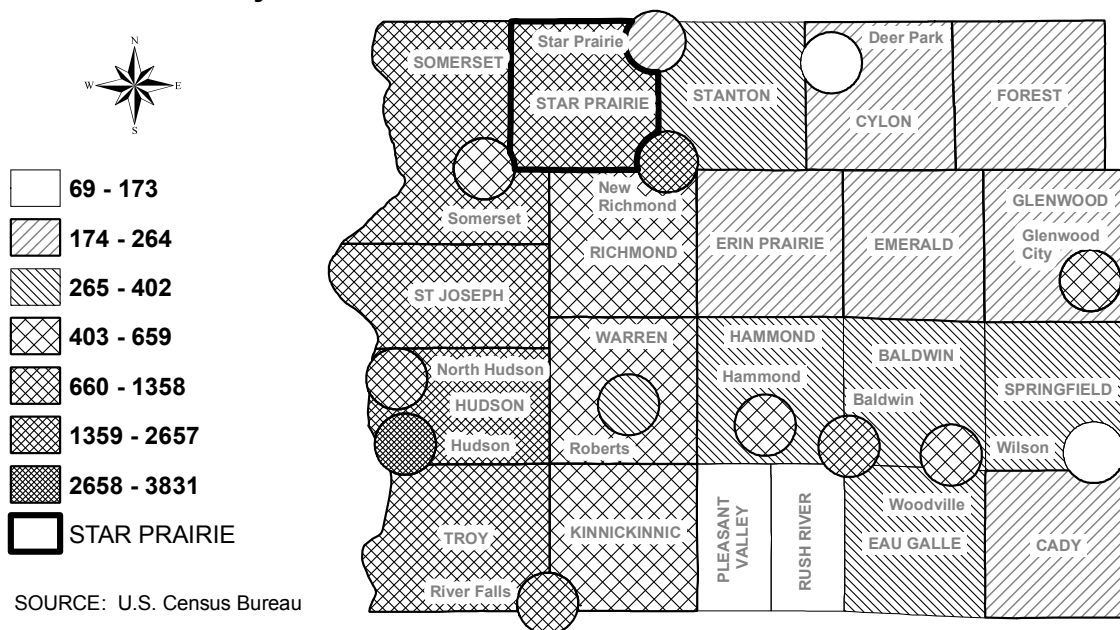 N
W E
S
69 - 173
174 - 264
265 - 402
403 - 659
660 - 1358
1359 - 2657
2658 - 3831
STAR PRAIRIE
SOURCE: U.S. Census Bureau
Star Prairie
Deer Park
SOMERSET
STAR PRAIRIE
STANTON
CYLON
FOREST
Somerset
New
Richmond
RICHMOND
ERIN PRAIRIE
EMERALD
GLENWOOD
Glenwood
City
ST JOSEPH
WARREN
HAMMOND
BALDWIN
North Hudson
HUDSON
Hudson
Hammond
Baldwin
SPRINGFIELD
Roberts
Wilson
TROY
KINNICKINNIC
PLEASANT
VALLEY
RUSH RIVER
Woodville
EAU GALLE
CADY
River Falls